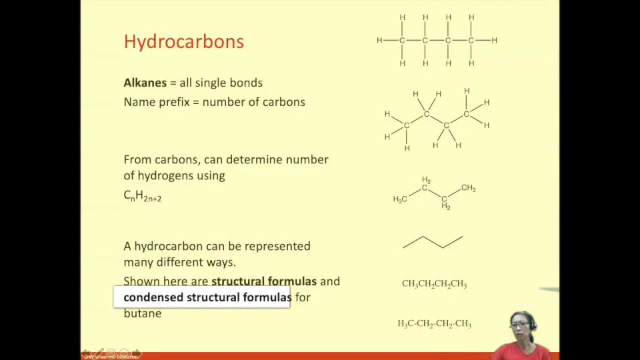 Hydrocarbons
Alkanes = all single bonds
Name prefix = number of carbons
From carbons, can determine number
of hydrogens using
CₙH₂ₙ₊₂
A hydrocarbon can be represented
many different ways.
Shown here are structural formulas and
condensed structural formulas for
butane
H H H H
H C C C C H
H H H H
H H H
H C C H
H C C H
H H H
H₂
C CH₃
H₃C C
H₂
CH₃CH₂CH₂CH₃
H₃C-CH₂-CH₂-CH₃